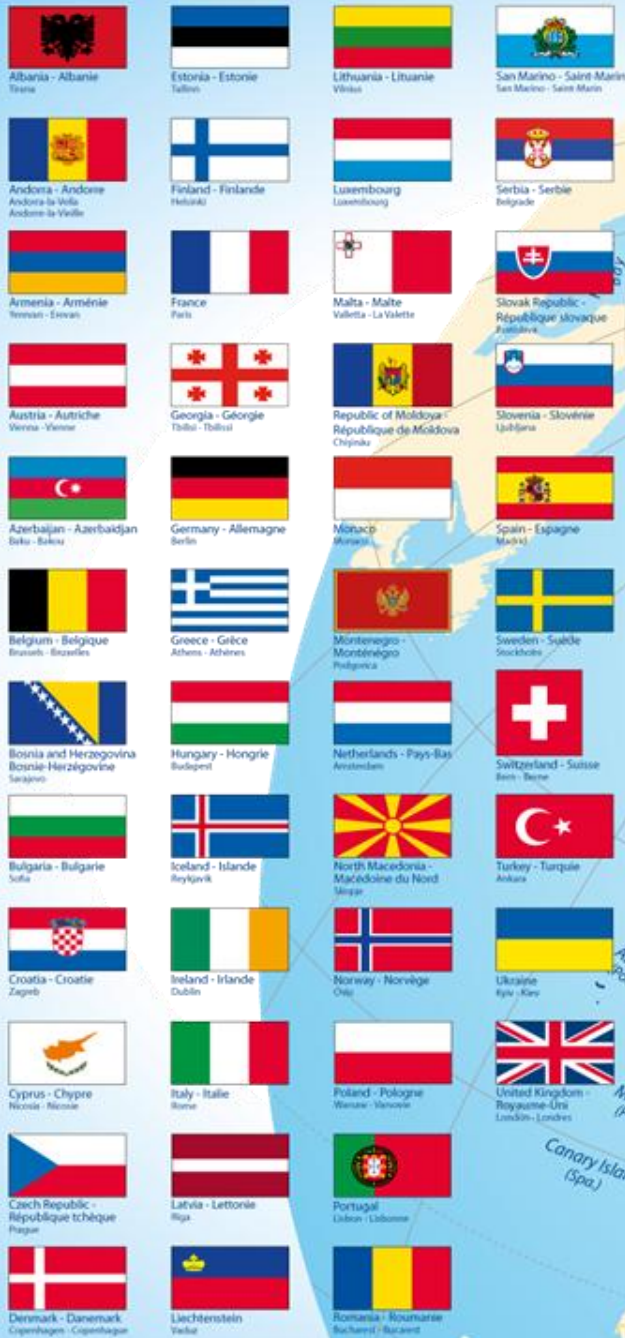 Albania - Albanie
Tirana
Andorra - Andorre
Andorra-la-Vella
Andorre-la-Vieille
Armenia - Arménie
Yerevan - Erevan
Austria - Autriche
Vienna - Vienne
Azerbaijan - Azerbaïdjan
Baku - Bakou
Belgium - Belgique
Brussels - Bruxelles
Bosnia and Herzegovina
Bosnie-Herzégovine
Sarajevo
Bulgaria - Bulgarie
Sofia
Croatia - Croatie
Zagreb
Cyprus - Chypre
Nicosia - Nicosie
Czech Republic -
République tchèque
Prague
Denmark - Danemark
Copenhagen - Copenhague
Estonia - Estonie
Tallinn
Finland - Finlande
Helsinki
France
Paris
Georgia - Géorgie
Tbilisi - Tbilissi
Germany - Allemagne
Berlin
Greece - Grèce
Athens - Athènes
Hungary - Hongrie
Budapest
Iceland - Islande
Reykjavik
Ireland - Irlande
Dublin
Italy - Italie
Rome
Latvia - Lettonie
Riga
Liechtenstein
Vaduz
Lithuania - Lituanie
Vilnius
Luxembourg
Luxembourg
Malta - Malte
Valletta - La Valette
Republic of Moldova -
République de Moldova
Chişinău
Monaco
Monaco
Montenegro -
Monténégro
Podgorica
Netherlands - Pays-Bas
Amsterdam
North Macedonia -
Macédoine du Nord
Skopje
Norway - Norvège
Oslo
Poland - Pologne
Warsaw - Varsovie
Portugal
Lisbon - Lisbonne
Romania - Roumanie
Bucharest - Bucarest
San Marino - Saint-Marin
San Marino - Saint-Marin
Serbia - Serbie
Belgrade
Slovak Republic -
République slovaque
Bratislava
Slovenia - Slovénie
Ljubljana
Spain - Espagne
Madrid
Sweden - Suède
Stockholm
Switzerland - Suisse
Bern - Berne
Turkey - Turquie
Ankara
Ukraine
Kyiv - Kiev
United Kingdom -
Royaume-Uni
London - Londres
Bay
Canary Isla
(Spa.)